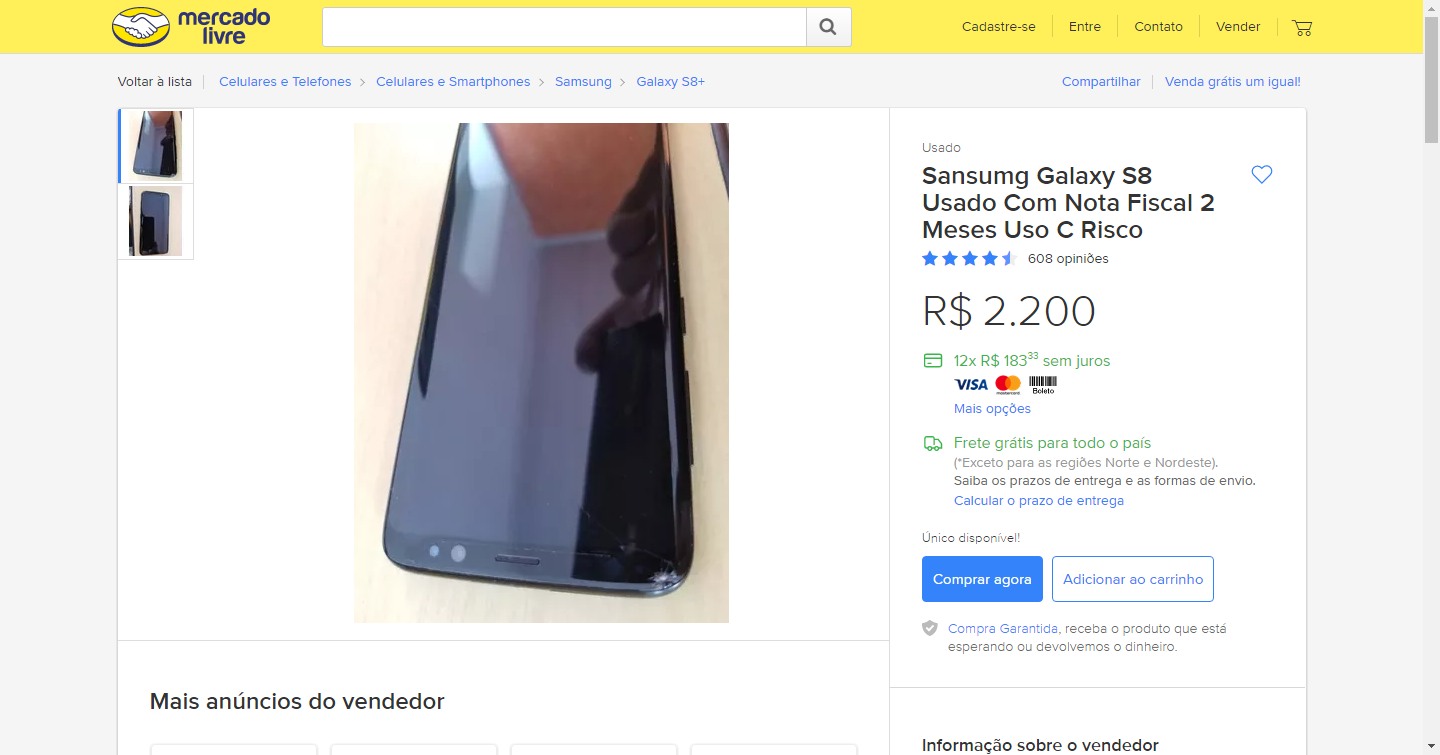 mercado
livre
Cadastre-se
Entre
Contato
Vender
Voltar à lista
Celulares e Telefones
Celulares e Smartphones
Samsung
Galaxy S8+
Compartilhar
Venda grátis um igual!
Usado
Sansumg Galaxy S8
Usado Com Nota Fiscal 2
Meses Uso C Risco
608 opiniões
R$ 2.200
12x R$ 183³³ sem juros
VISA
mastercard
Boleto
Mais opções
Frete grátis para todo o país
(*Exceto para as regiões Norte e Nordeste).
Saiba os prazos de entrega e as formas de envio.
Calcular o prazo de entrega
Único disponível!
Comprar agora
Adicionar ao carrinho
Compra Garantida, receba o produto que está
esperando ou devolvemos o dinheiro.
Mais anúncios do vendedor
Informação sobre o vendedor